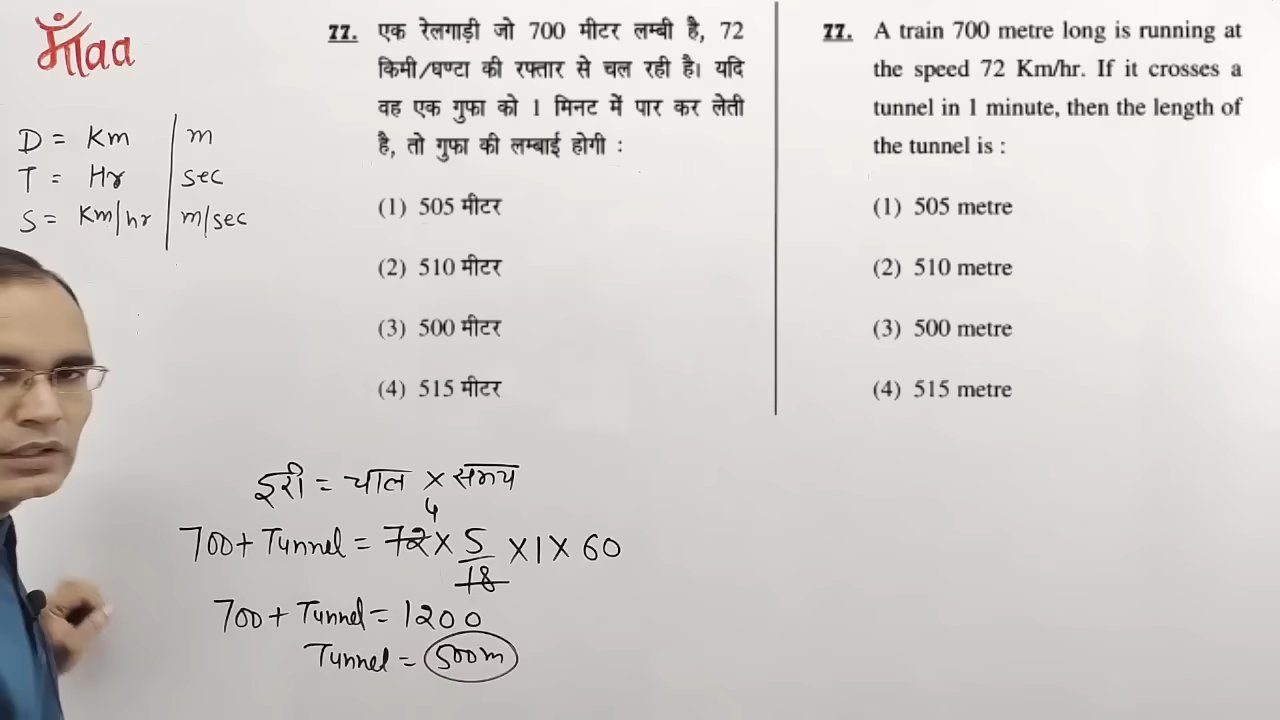 माँaa
D = Km | m
T = Hr | sec
S = Km/hr | m/sec
77. एक रेलगाड़ी जो 700 मीटर लम्बी है, 72
किमी/घण्टा की रफ्तार से चल रही है। यदि
वह एक गुफा को 1 मिनट में पार कर लेती
है, तो गुफा की लम्बाई होगी :
(1) 505 मीटर
(2) 510 मीटर
(3) 500 मीटर
(4) 515 मीटर
77. A train 700 metre long is running at
the speed 72 Km/hr. If it crosses a
tunnel in 1 minute, then the length of
the tunnel is :
(1) 505 metre
(2) 510 metre
(3) 500 metre
(4) 515 metre
दूरी = चाल × समय
4
700 + Tunnel = 72 × 5/18 × 1 × 60
700 + Tunnel = 1200
Tunnel = 500m